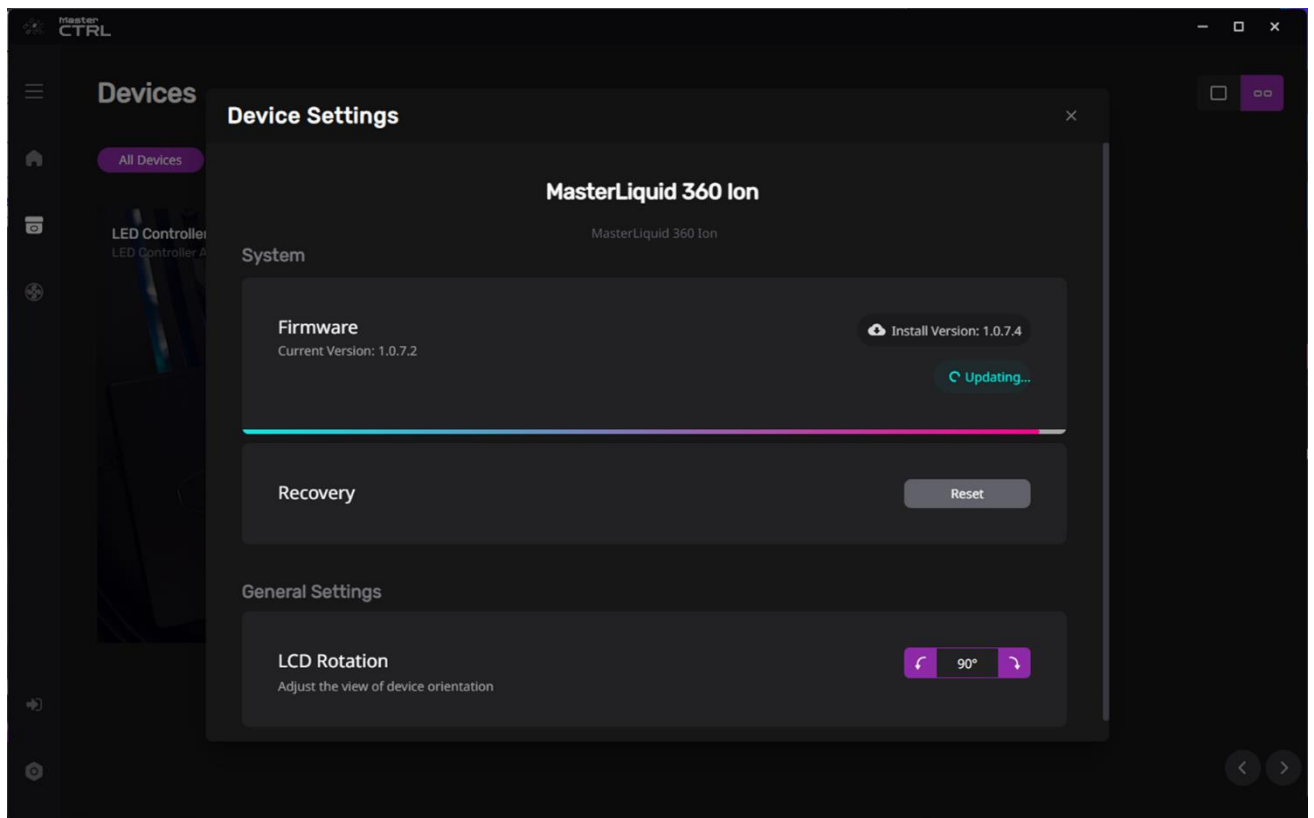 Master
CTRL
Devices
All Devices
LED Controller
LED Controller A
Device Settings
MasterLiquid 360 Ion
MasterLiquid 360 Ion
System
Firmware
Current Version: 1.0.7.2
Install Version: 1.0.7.4
Updating...
Recovery
Reset
General Settings
LCD Rotation
Adjust the view of device orientation
90°